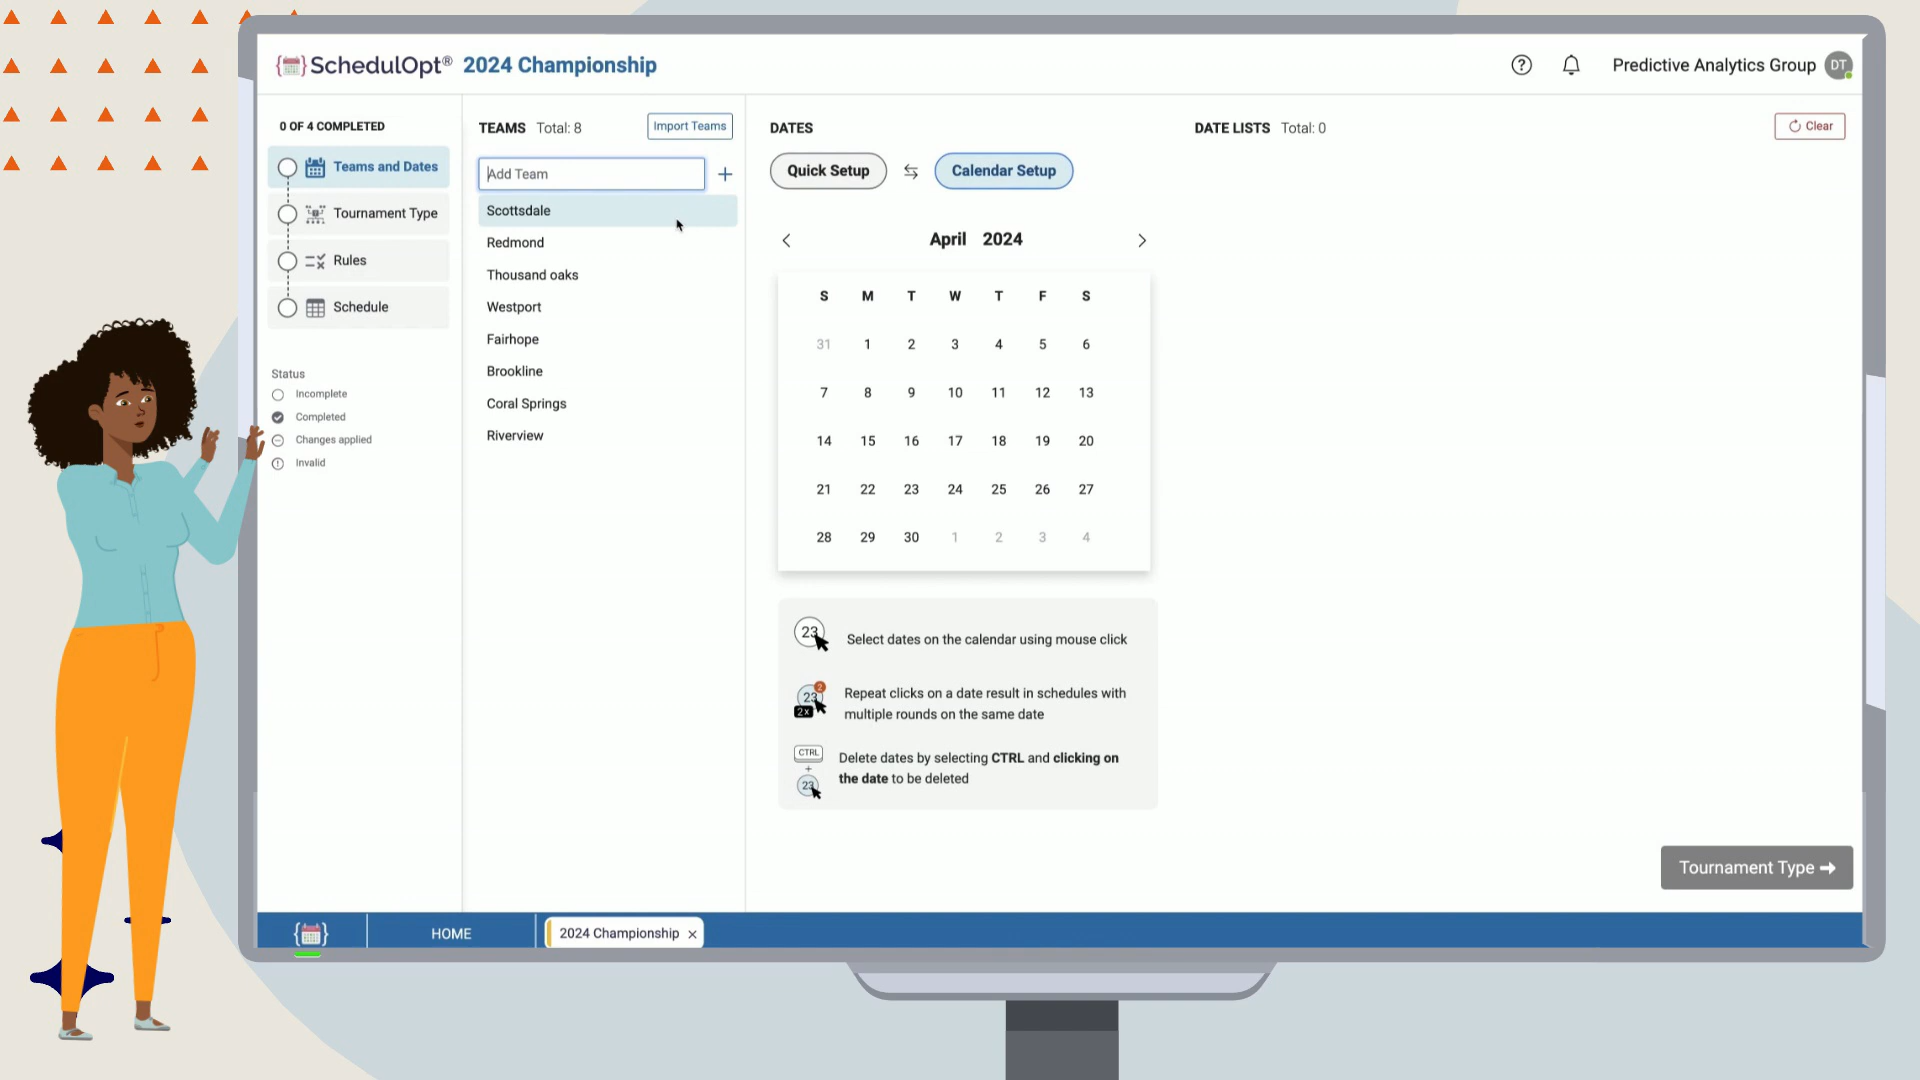 SchedulOpt® 2024 Championship
?
Predictive Analytics Group DT
0 OF 4 COMPLETED
Teams and Dates
Tournament Type
Rules
Schedule
Status
Incomplete
Completed
Changes applied
Invalid
TEAMS Total: 8
Import Teams
Add Team
+
Scottsdale
Redmond
Thousand oaks
Westport
Fairhope
Brookline
Coral Springs
Riverview
DATES
Quick Setup
Calendar Setup
April 2024
S M T W T F S
31 1 2 3 4 5 6
7 8 9 10 11 12 13
14 15 16 17 18 19 20
21 22 23 24 25 26 27
28 29 30 1 2 3 4
23
Select dates on the calendar using mouse click
23 2
2x
Repeat clicks on a date result in schedules with
multiple rounds on the same date
CTRL
+
23
Delete dates by selecting CTRL and clicking on
the date to be deleted
DATE LISTS Total: 0
Clear
Tournament Type
HOME
2024 Championship